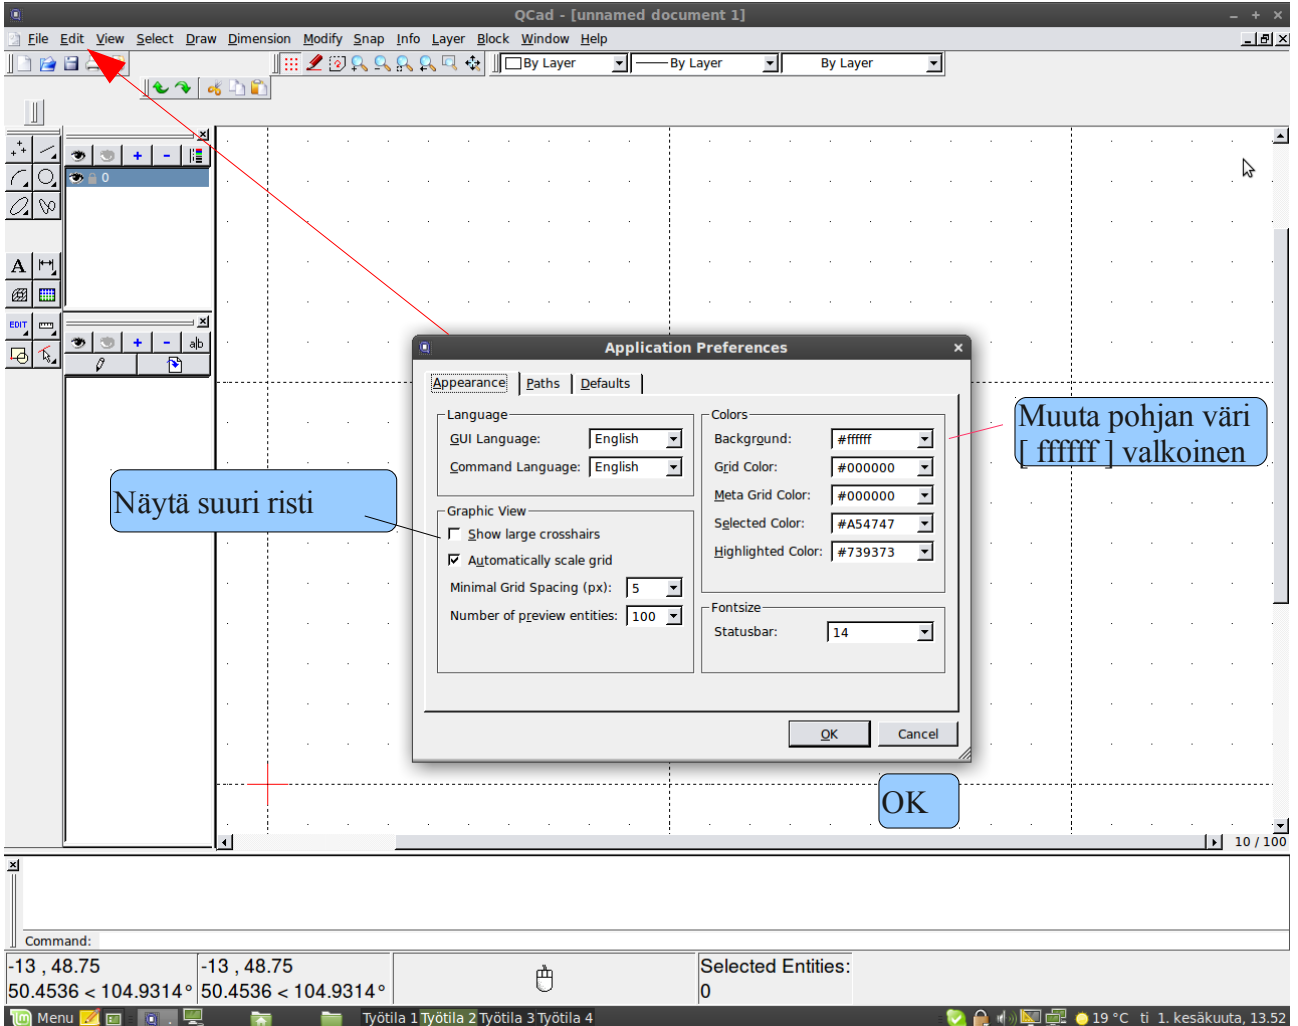 QCad - [unnamed document 1]
File Edit View Select Draw Dimension Modify Snap Info Layer Block Window Help
By Layer By Layer By Layer
0
A
EDIT
a|b
Application Preferences
Appearance Paths Defaults
Language
GUI Language: English
Command Language: English
Graphic View
Show large crosshairs
Automatically scale grid
Minimal Grid Spacing (px): 5
Number of preview entities: 100
Colors
Background: #ffffff
Grid Color: #000000
Meta Grid Color: #000000
Selected Color: #A54747
Highlighted Color: #739373
Fontsize
Statusbar: 14
OK Cancel
Näytä suuri risti
Muuta pohjan väri
[ ffffff ] valkoinen
OK
10 / 100
Command:
-13 , 48.75 -13 , 48.75
50.4536 < 104.9314° 50.4536 < 104.9314°
Selected Entities:
0
Menu Työtila 1 Työtila 2 Työtila 3 Työtila 4 19 °C ti 1. kesäkuuta, 13.52